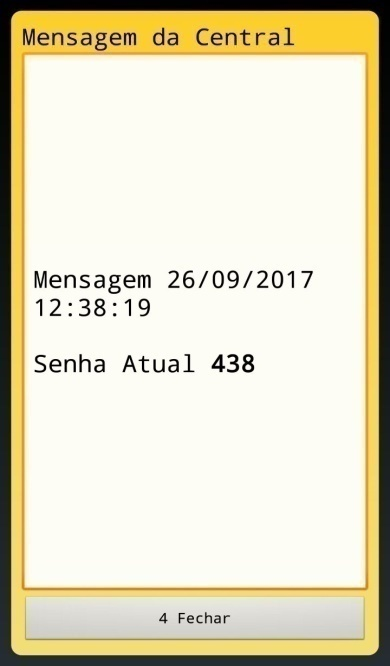 Mensagem da Central
Mensagem 26/09/2017
12:38:19
Senha Atual 438
4 Fechar